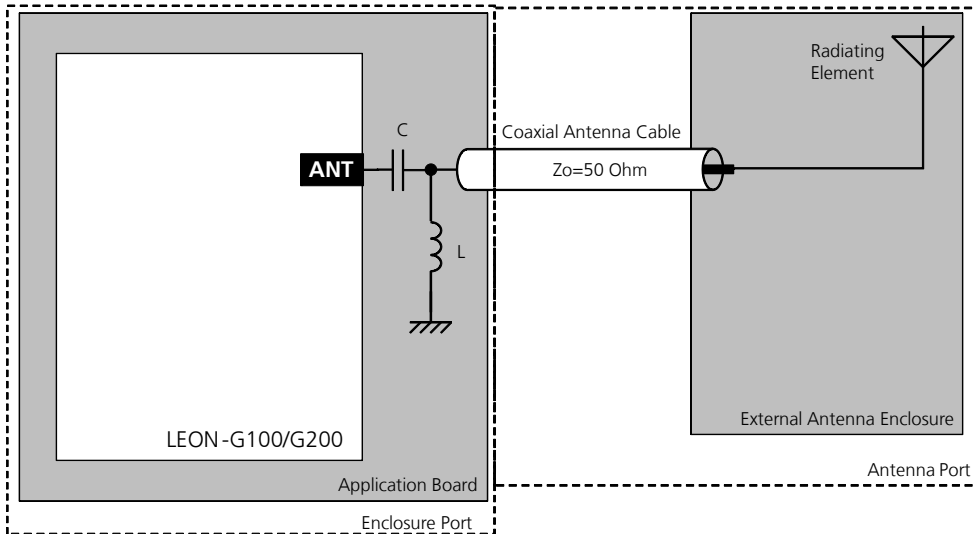 Radiating
Element
C
Coaxial Antenna Cable
ANT
Zo=50 Ohm
L
External Antenna Enclosure
LEON-G100/G200
Antenna Port
Application Board
Enclosure Port